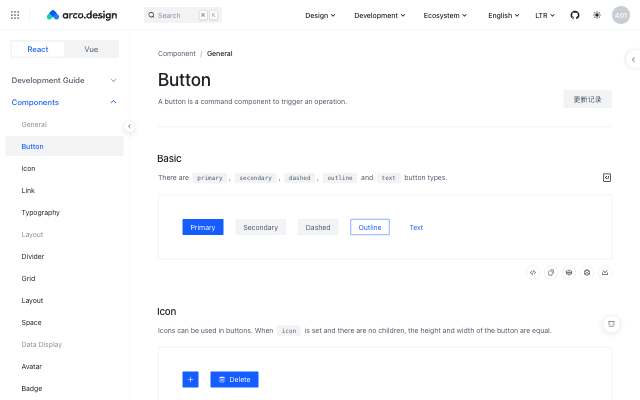 arco.design
Search ⌘ K
Design
Development
Ecosystem
English
LTR
React
Vue
Development Guide
Components
General
Button
Icon
Link
Typography
Layout
Divider
Grid
Layout
Space
Data Display
Avatar
Badge
Component / General
Button
A button is a command component to trigger an operation.
更新记录
Basic
There are primary, secondary, dashed, outline and text button types.
Primary
Secondary
Dashed
Outline
Text
Icon
Icons can be used in buttons. When icon is set and there are no children, the height and width of the button are equal.
Delete